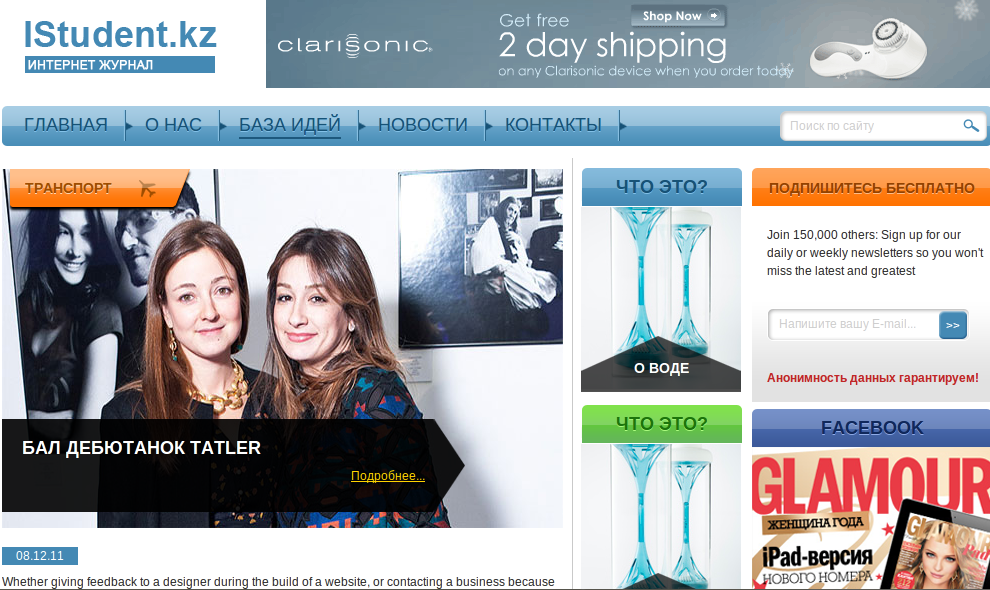 IStudent.kz
ИНТЕРНЕТ ЖУРНАЛ
clarisonic
Get free
Shop Now
2 day shipping
on any Clarisonic device when you order today
ГЛАВНАЯ
О НАС
БАЗА ИДЕЙ
НОВОСТИ
КОНТАКТЫ
Поиск по сайту
ТРАНСПОРТ
БАЛ ДЕБЮТАНОК TATLER
Подробнее...
08.12.11
Whether giving feedback to a designer during the build of a website, or contacting a business because
ЧТО ЭТО?
О ВОДЕ
ЧТО ЭТО?
ПОДПИШИТЕСЬ БЕСПЛАТНО
Join 150,000 others: Sign up for our
daily or weekly newsletters so you won't
miss the latest and greatest
Напишите вашу E-mail...
>>
Анонимность данных гарантируем!
FACEBOOK
GLAMOUR
ЖЕНЩИНА ГОДА
iPad-версия
НОВОГО НОМЕРА